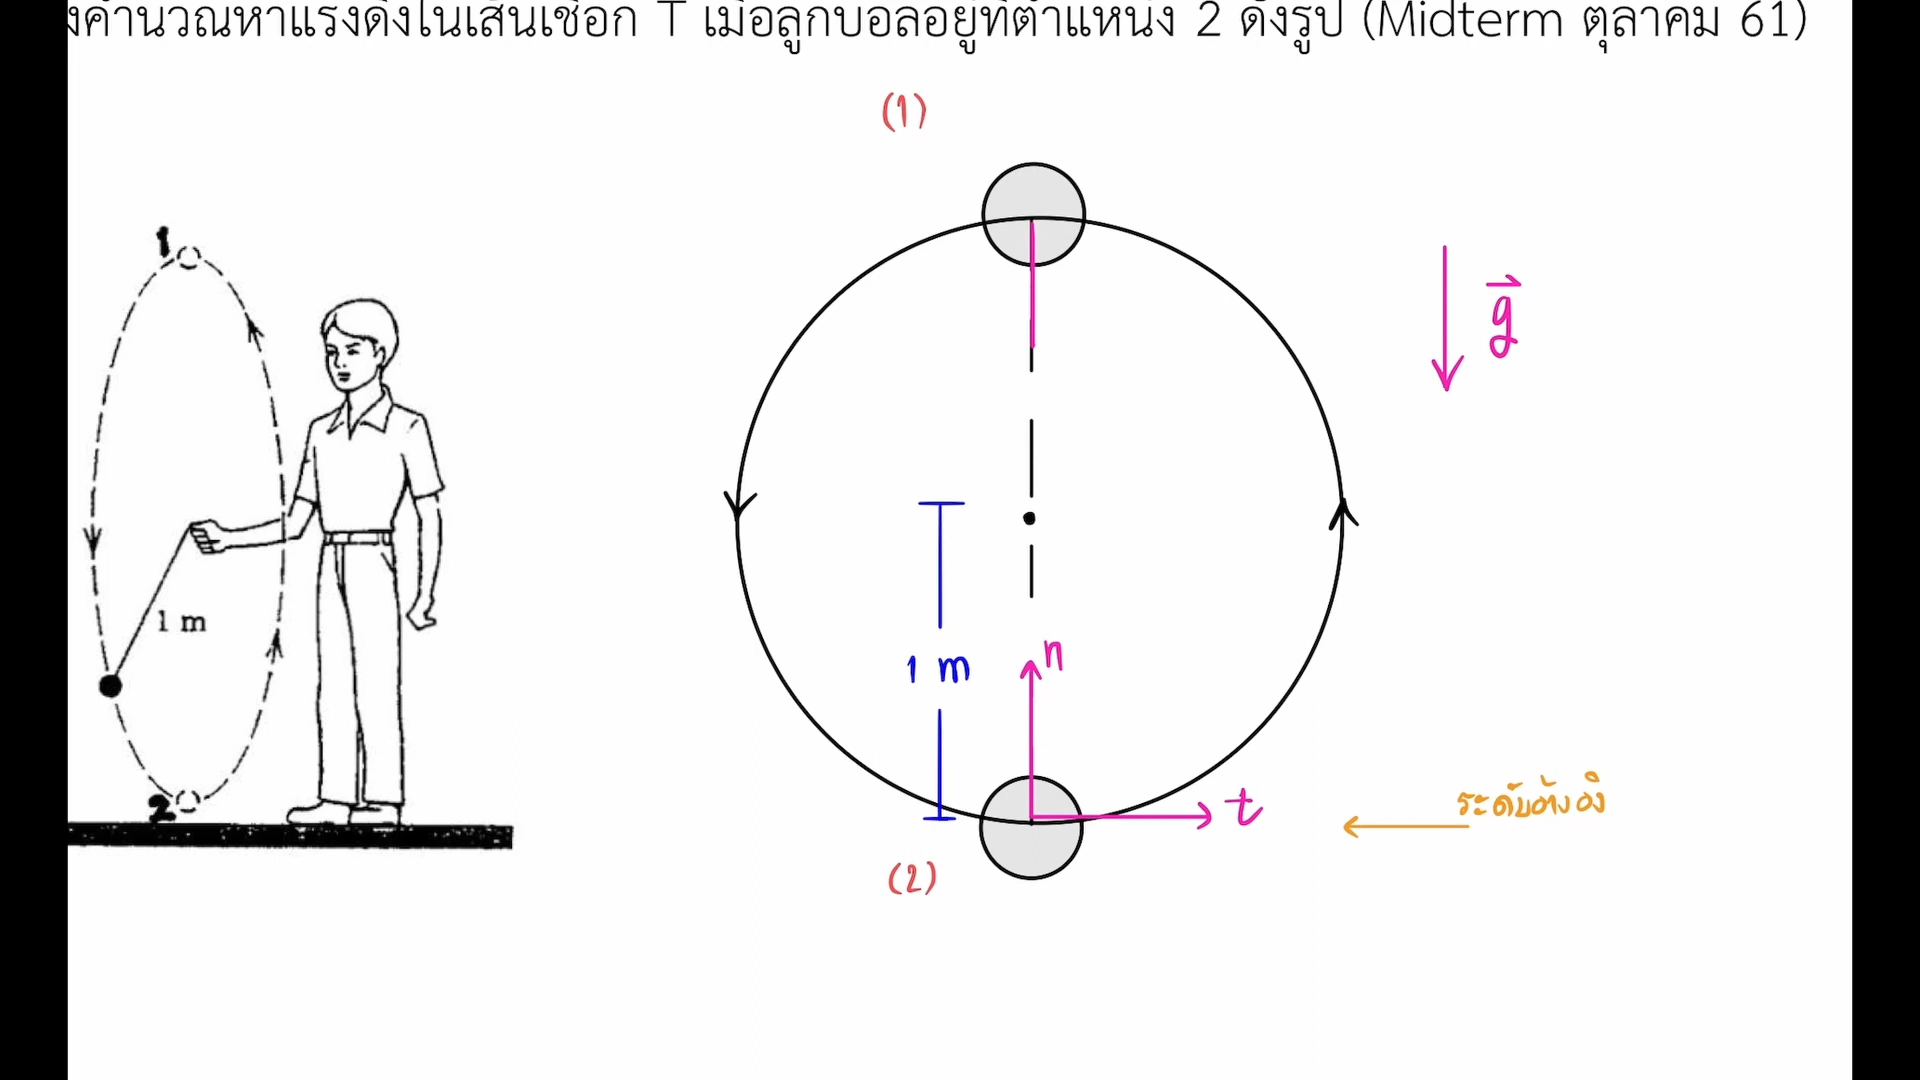 งคำนวณหาแรงดึงในเส้นเชือก T เมื่อลูกบอลอยู่ที่ตำแหน่ง 2 ดังรูป (Midterm ตุลาคม 61)
(1)
1
g
1 m
n
1 m
t
ระดับอ้างอิง
2
(2)